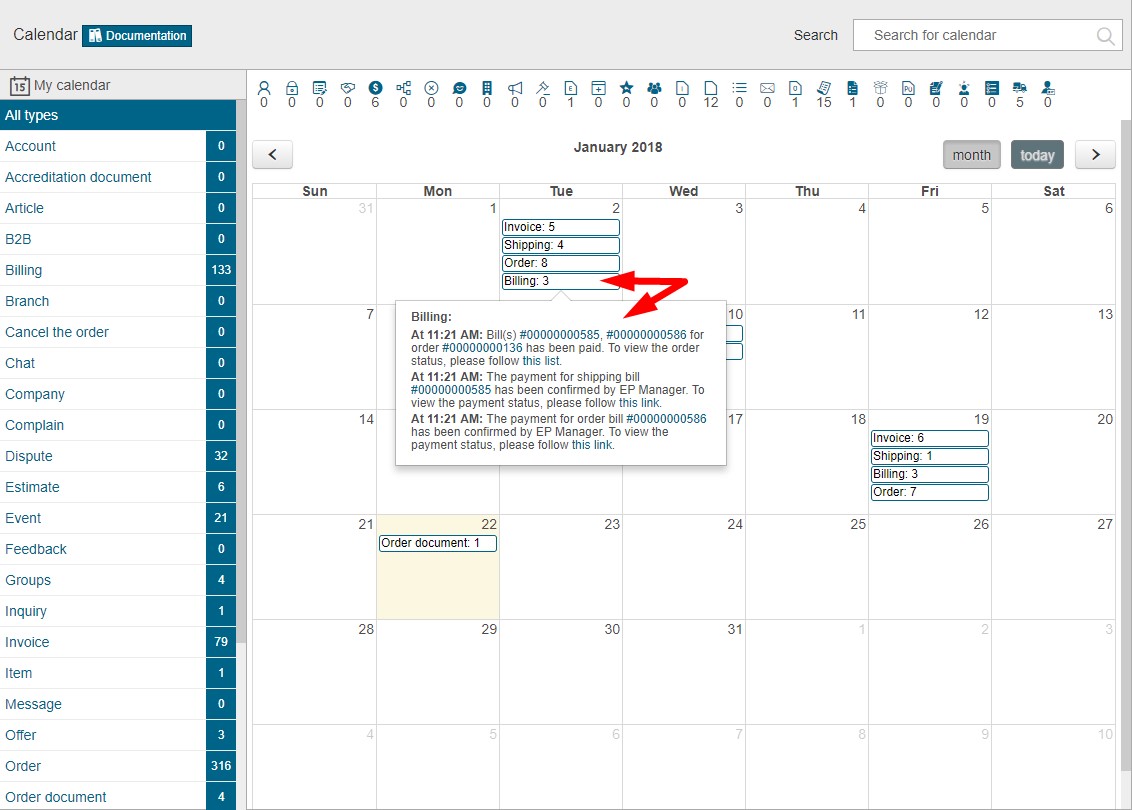 Calendar Documentation
Search Search for calendar
15 My calendar
All types
Account 0
Accreditation document 0
Article 0
B2B 0
Billing 133
Branch 0
Cancel the order 0
Chat 0
Company 0
Complain 0
Dispute 32
Estimate 6
Event 21
Feedback 0
Groups 4
Inquiry 1
Invoice 79
Item 1
Message 0
Offer 3
Order 316
Order document 4
0 0 0 0 6 0 0 0 0 0 0 1 0 0 0 0 12 0 0 1 15 1 0 0 0 0 0 5 0
< January 2018 month today >
Sun Mon Tue Wed Thu Fri Sat
31 1 2 3 4 5 6
Invoice: 5
Shipping: 4
Order: 8
Billing: 3
7 10 11 12 13
Billing:
At 11:21 AM: Bill(s) #00000000585, #00000000586 for
order #00000000136 has been paid. To view the order
status, please follow this list.
At 11:21 AM: The payment for shipping bill
#00000000585 has been confirmed by EP Manager. To
view the payment status, please follow this link.
At 11:21 AM: The payment for order bill #00000000586
has been confirmed by EP Manager. To view the
payment status, please follow this link.
14 17 18 19 20
Invoice: 6
Shipping: 1
Billing: 3
Order: 7
21 22 23 24 25 26 27
Order document: 1
28 29 30 31 1 2 3
4 5 6 7 8 9 10